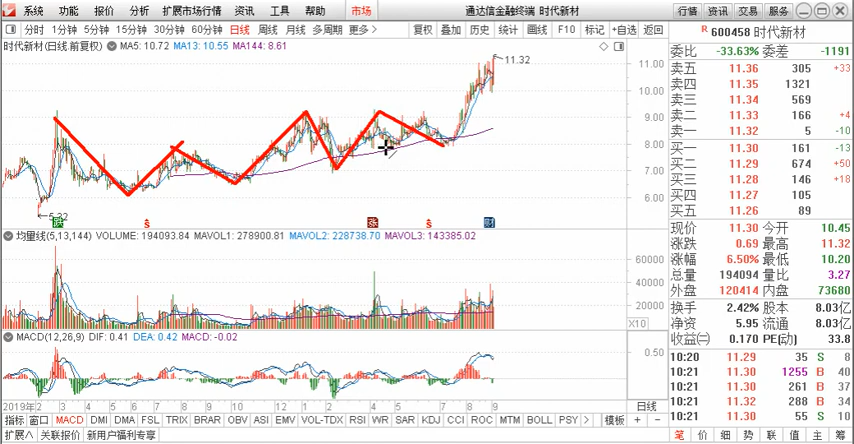 系统 功能 报价 分析 扩展市场行情 资讯 工具 帮助 市场 通达信金融终端 时代新材 行情 资讯 交易 服务
分时 1分钟 5分钟 15分钟 30分钟 60分钟 日线 周线 月线 多周期 更多> 复权 叠加 历史 统计 画线 F10 标记 +自选 返回
R 600458 时代新材
时代新材(日线.前复权) MA5: 10.72 MA13: 10.55 MA144: 8.61
委比 -33.63% 委差 -1191
卖五 11.36 305 +33
卖四 11.35 1321
卖三 11.34 569
卖二 11.33 166 +4
卖一 11.32 5 -10
买一 11.30 161 -13
买二 11.29 674 +50
买三 11.28 146 +18
买四 11.27 105
买五 11.26 89
11.32
11.00
10.00
9.00
8.00
7.00
6.00
5.32
S 涨 S 财
现价 11.30 今开 10.45
涨跌 0.69 最高 11.32
涨幅 6.50% 最低 10.20
总量 194094 量比 3.27
外盘 120414 内盘 73680
换手 2.42% 股本 8.03亿
净资 5.95 流通 8.03亿
收益(二) 0.170 PE(动) 33.8
均量线(5,13,144) VOLUME: 194093.84 MAVOL1: 278900.81 MAVOL2: 228738.70 MAVOL3: 143385.02
60000
40000
20000
X10
MACD(12,26,9) DIF: 0.41 DEA: 0.42 MACD: -0.02
0.50
10:20 11.29 35 S 8
10:21 11.30 1255 B 40
10:21 11.30 261 B 37
10:21 11.32 288 B 34
10:21 11.30 55 S 10
2019年 2 3 4 5 6 7 8 9 10 11 12 1 2 3 4 5 6 7 8 9 日线
指标 窗口 MACD DMI DMA FSL TRIX BRAR CR OBV ASI EMV VOL-TDX RSI WR SAR KDJ CCI ROC MTM BOLL PSY > 模板 + -
扩展∧ 关联报价 新用户福利专享
笔 价 细 势 联 值 主 筹